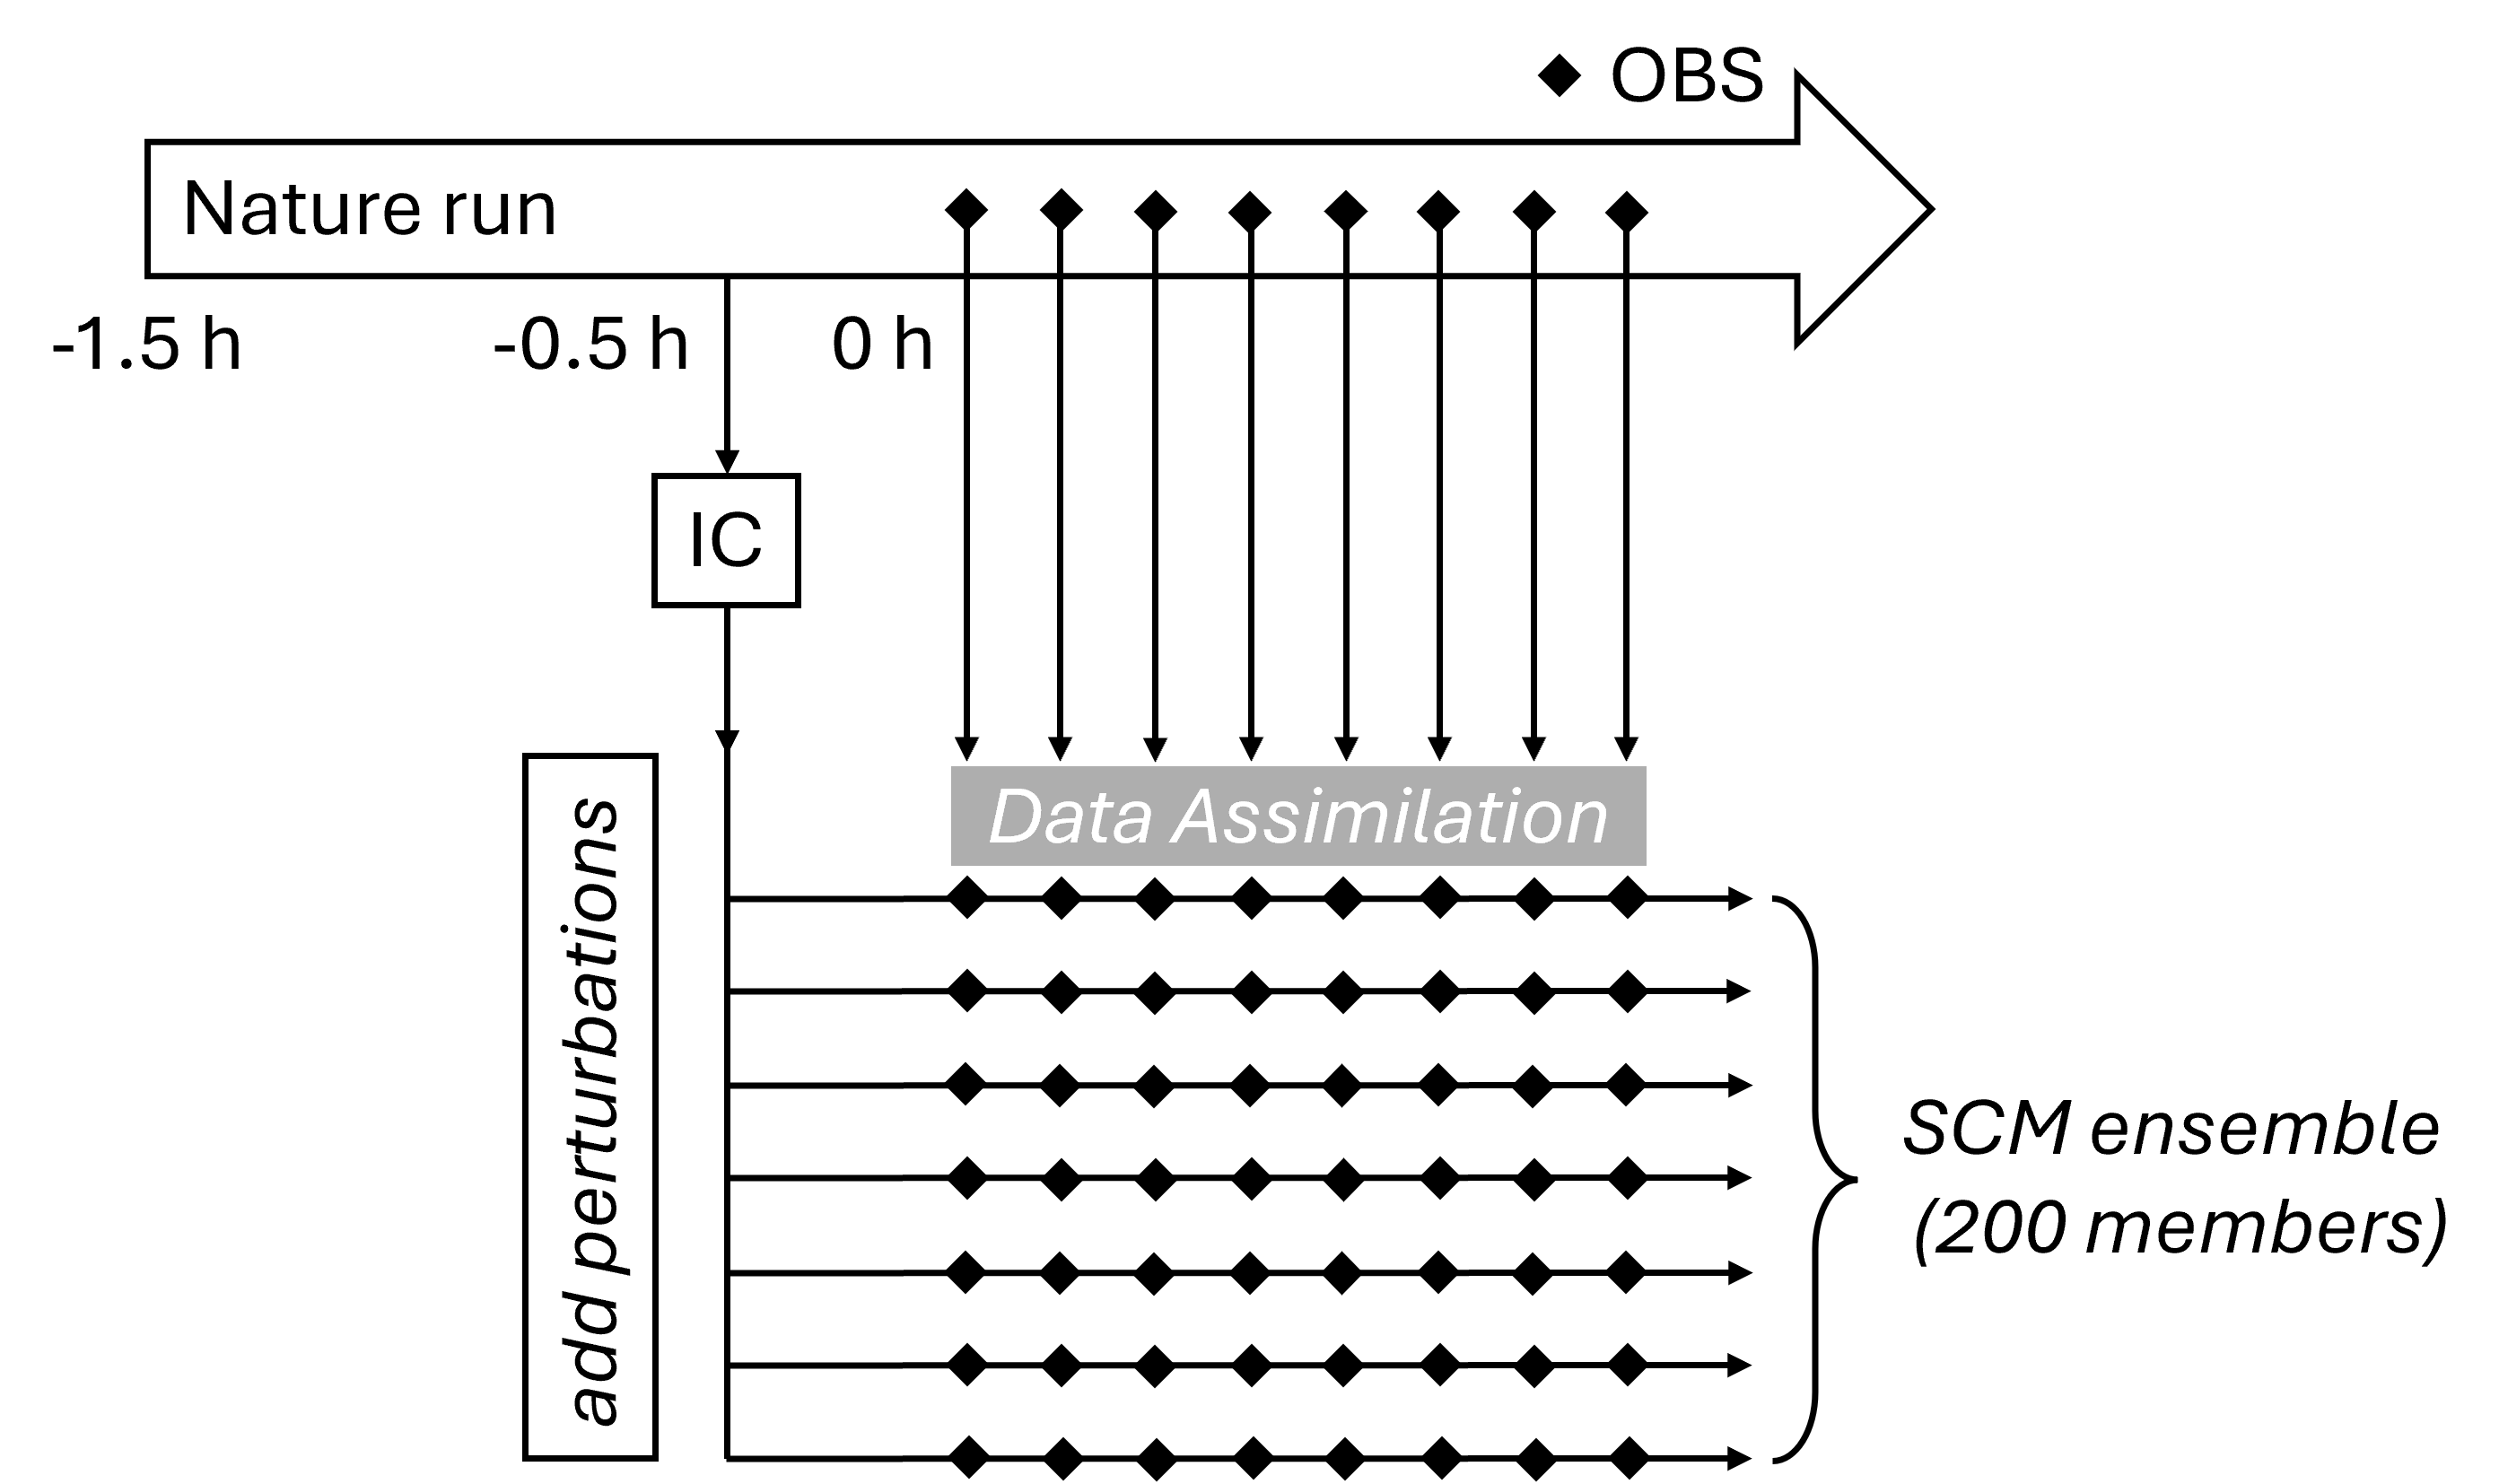 OBS
Nature run
-1.5 h
-0.5 h
0 h
IC
Data Assimilation
add perturbations
SCM ensemble
(200 members)